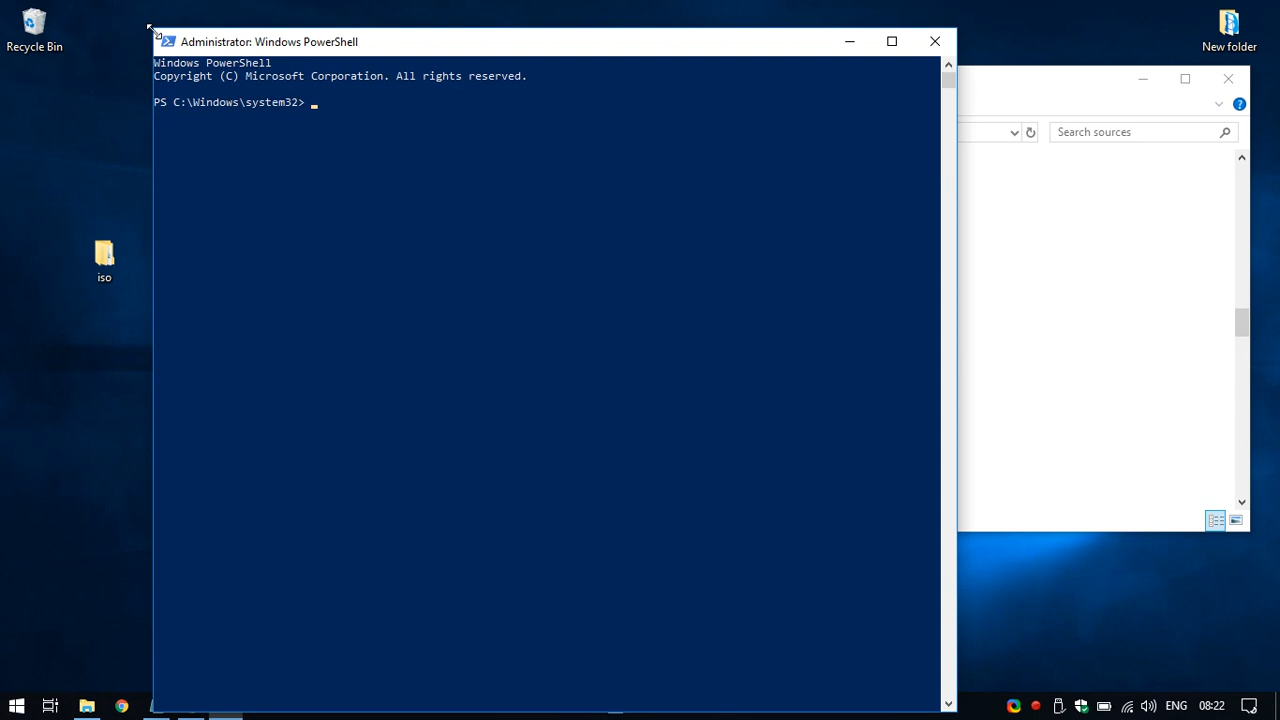 Recycle Bin
New folder
Administrator: Windows PowerShell
Windows PowerShell
Copyright (C) Microsoft Corporation. All rights reserved.
PS C:\Windows\system32>
Search sources
iso
ENG
08:22